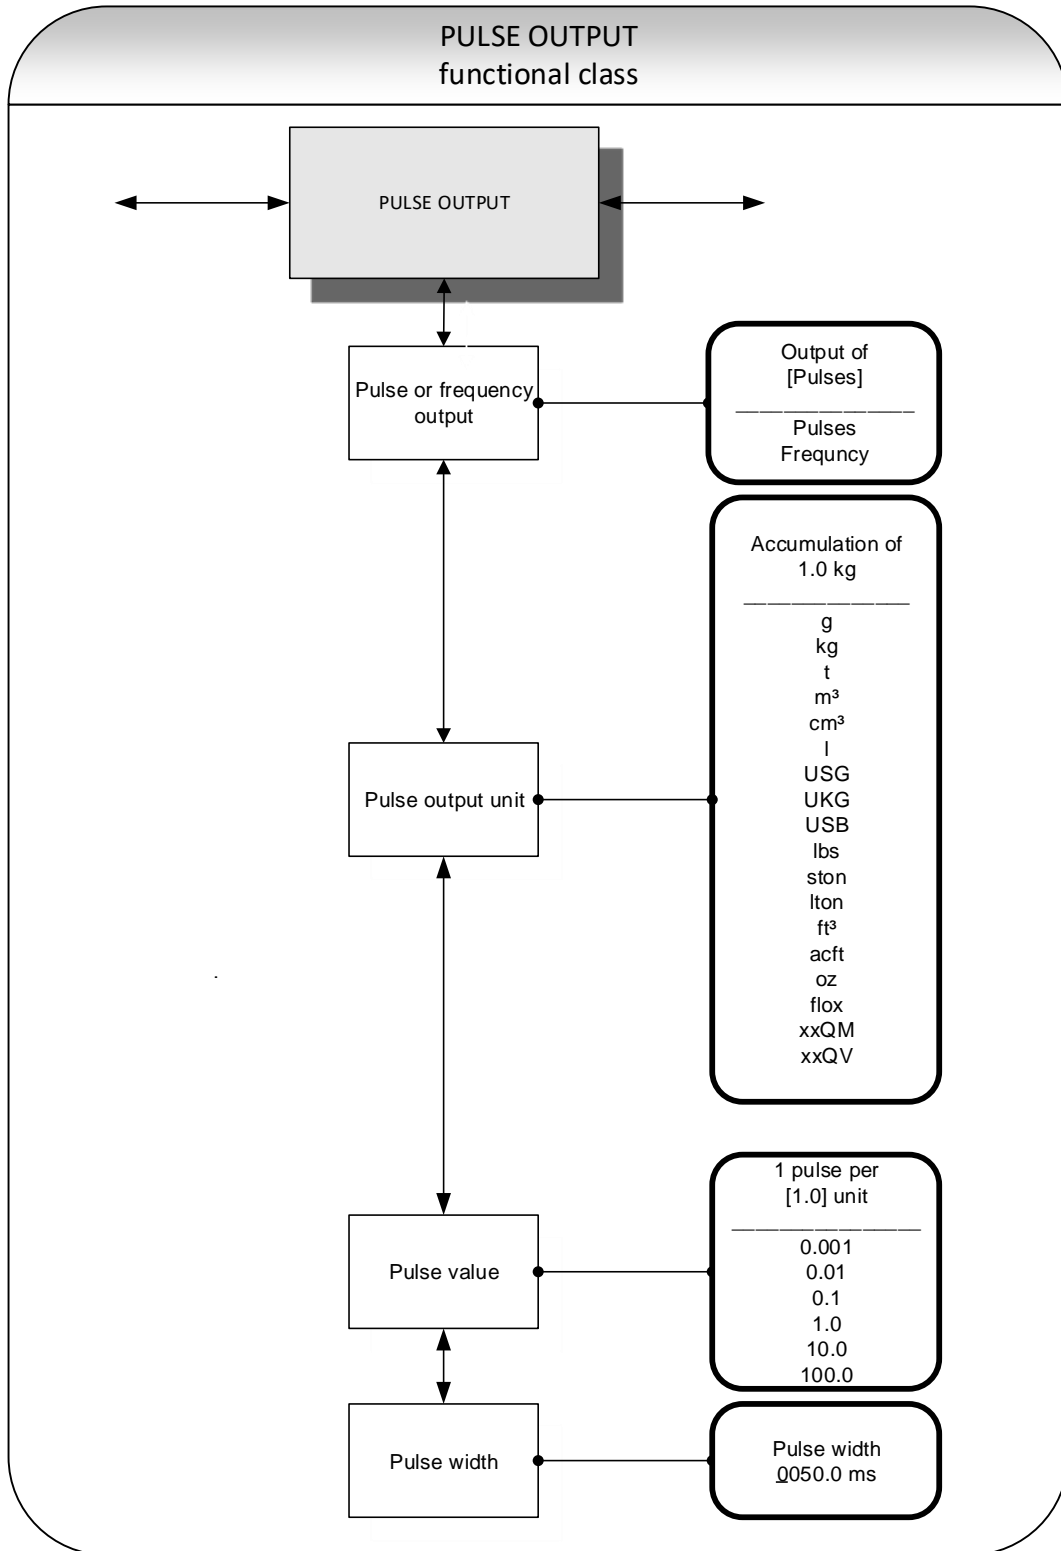 PULSE OUTPUT
functional class
PULSE OUTPUT
Pulse or frequency
output
Output of
[Pulses]
Pulses
Frequncy
Pulse output unit
Accumulation of
1.0 kg
g
kg
t
m³
cm³
l
USG
UKG
USB
lbs
ston
lton
ft³
acft
oz
flox
xxQM
xxQV
Pulse value
1 pulse per
[1.0] unit
0.001
0.01
0.1
1.0
10.0
100.0
Pulse width
Pulse width
0050.0 ms